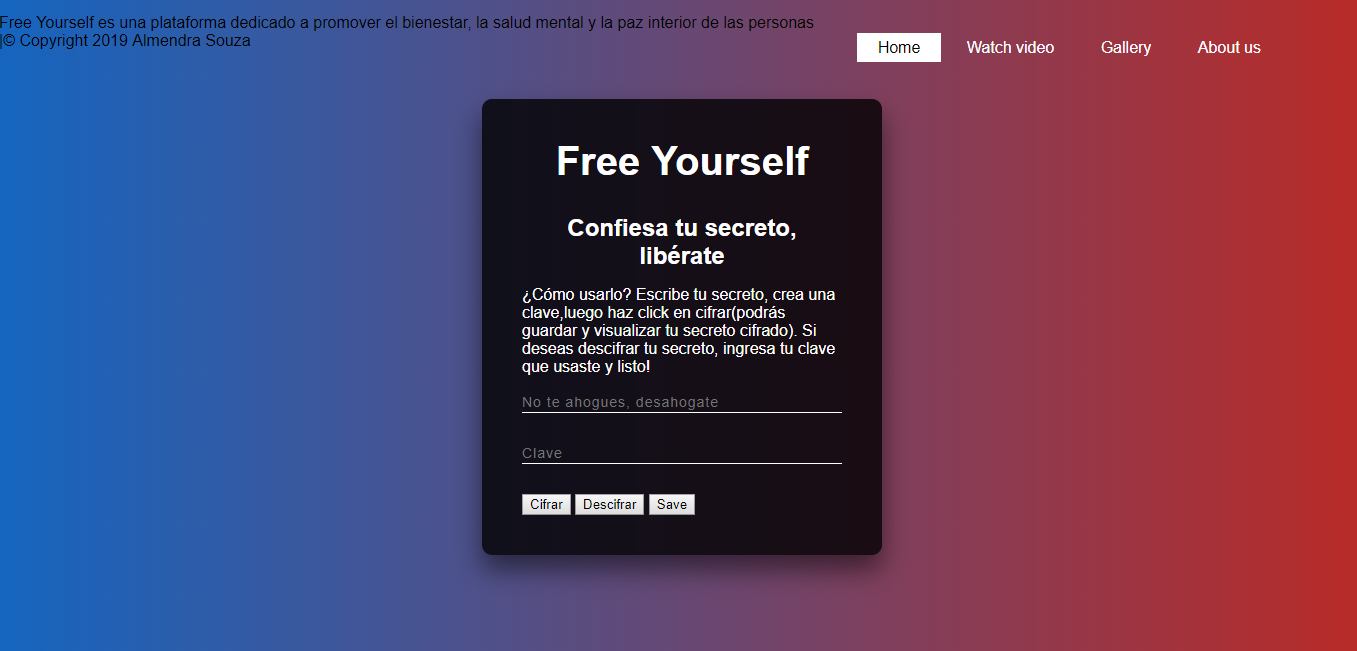 Free Yourself es una plataforma dedicado a promover el bienestar, la salud mental y la paz interior de las personas
|© Copyright 2019 Almendra Souza
Home Watch video Gallery About us
Free Yourself
Confiesa tu secreto,
libérate
¿Cómo usarlo? Escribe tu secreto, crea una
clave,luego haz click en cifrar(podrás
guardar y visualizar tu secreto cifrado). Si
deseas descifrar tu secreto, ingresa tu clave
que usaste y listo!
No te ahogues, desahogate
Clave
Cifrar Descifrar Save